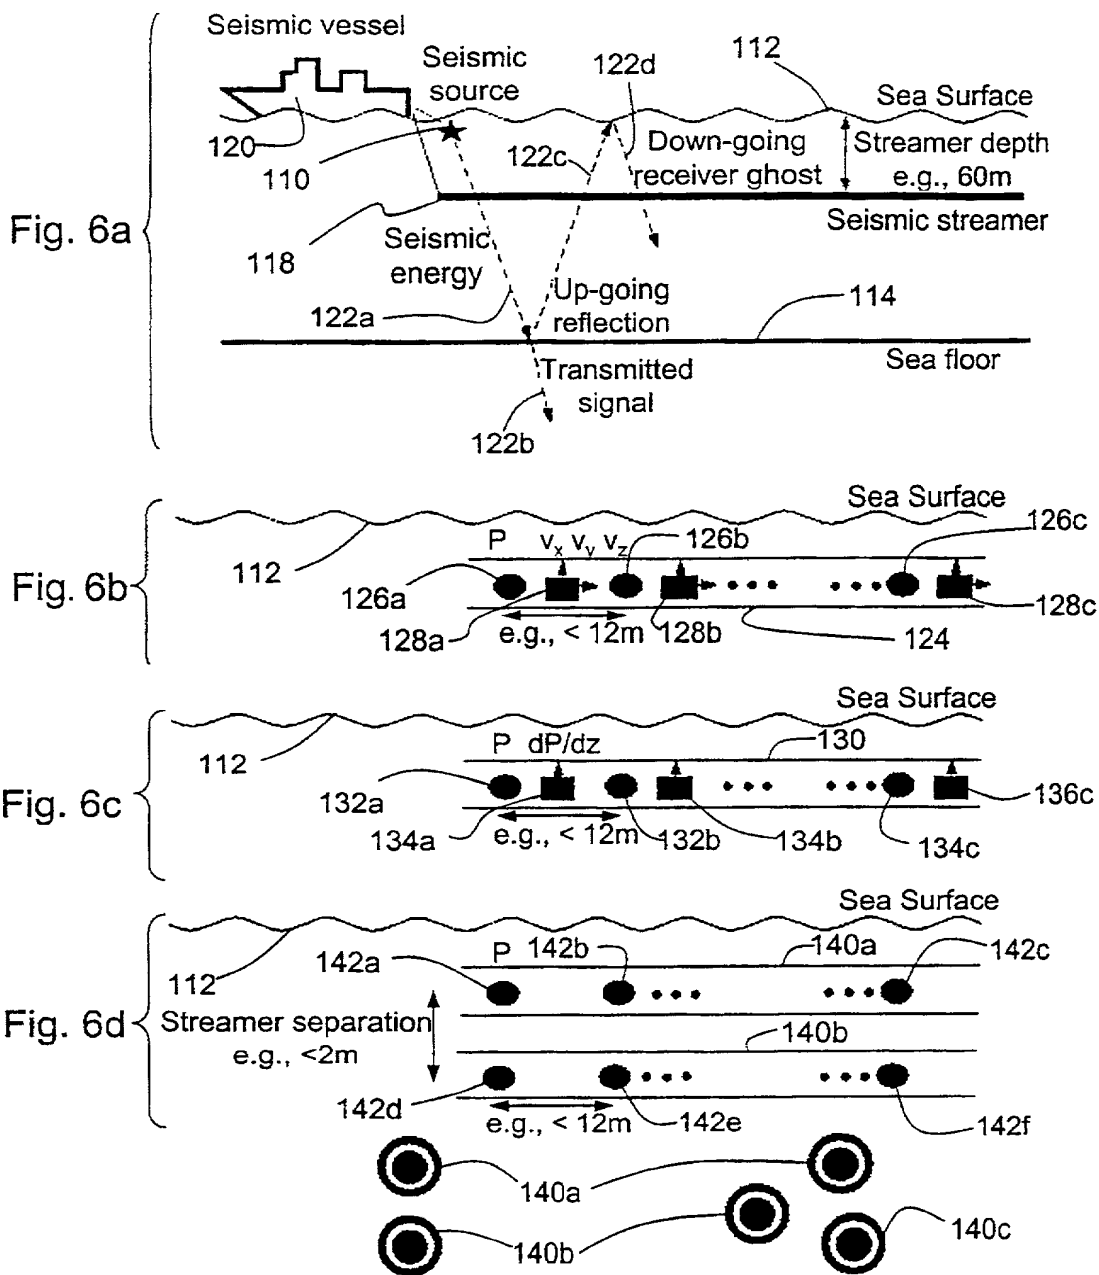 Fig. 6a
Seismic vessel
Seismic
source
122d
112
Sea Surface
120
110
122c
Down-going
receiver ghost
Streamer depth
e.g., 60m
118
Seismic
energy
Seismic streamer
122a
Up-going
reflection
114
Sea floor
Transmitted
signal
122b
Fig. 6b
Sea Surface
112
P
vx vy vz
126b
126c
126a
128a
e.g., < 12m
128b
124
128c
Fig. 6c
Sea Surface
112
P dP/dz
130
132a
134a
e.g., < 12m
132b
134b
134c
136c
Fig. 6d
Sea Surface
112
142a
P
142b
140a
142c
Streamer separation
e.g., <2m
140b
142d
e.g., < 12m
142e
142f
140a
140b
140c